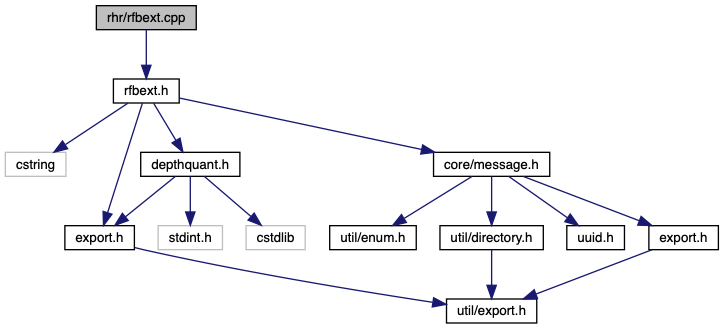 rhr/rfbext.cpp
rfbext.h
cstring
depthquant.h
core/message.h
export.h
stdint.h
cstdlib
util/enum.h
util/directory.h
uuid.h
export.h
util/export.h